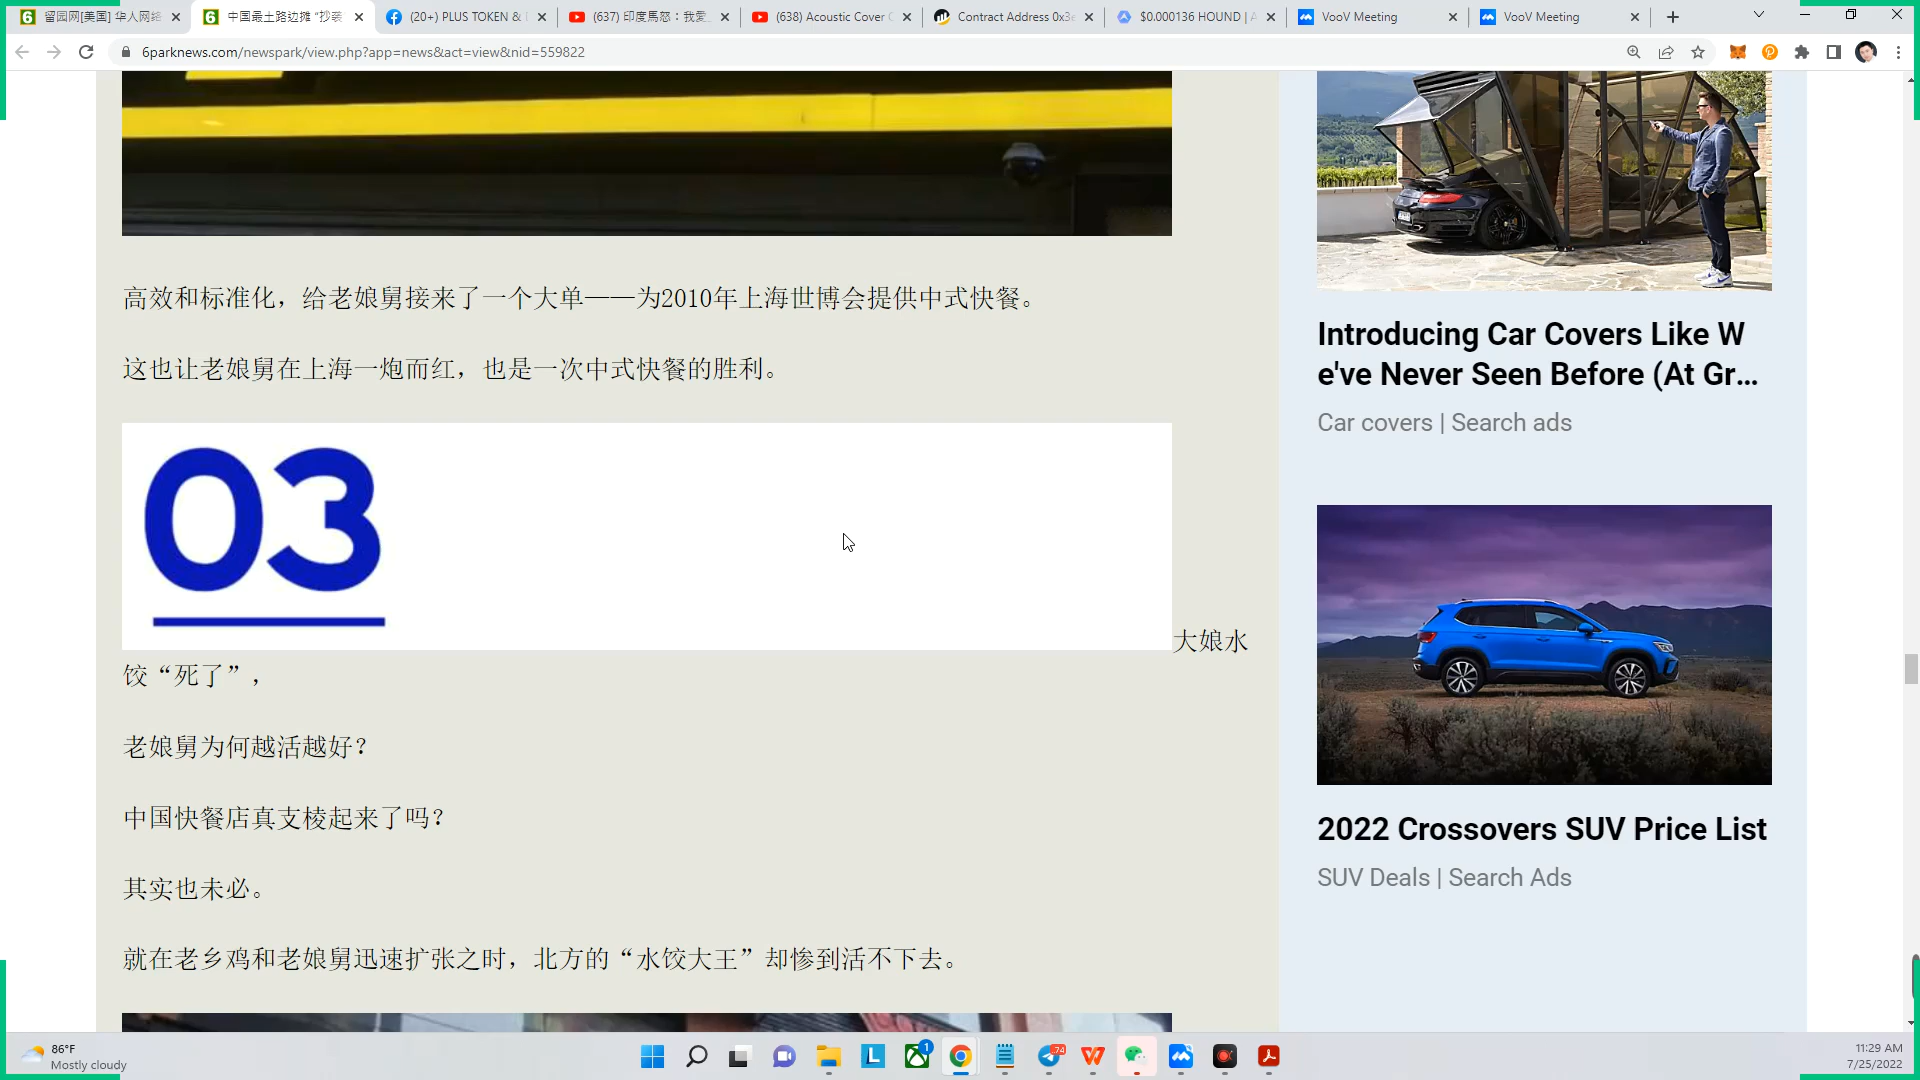 留园网[美国] 华人网络
中国最土路边摊 “抄袭
(20+) PLUS TOKEN &
(637) 印度馬怒：我愛
(638) Acoustic Cover
Contract Address 0x3
$0.000136 HOUND |
VooV Meeting
VooV Meeting
6parknews.com/newspark/view.php?app=news&act=view&nid=559822
高效和标准化，给老娘舅接来了一个大单——为2010年上海世博会提供中式快餐。
这也让老娘舅在上海一炮而红，也是一次中式快餐的胜利。
03
大娘水
饺“死了”，
老娘舅为何越活越好？
中国快餐店真支棱起来了吗？
其实也未必。
就在老乡鸡和老娘舅迅速扩张之时，北方的“水饺大王”却惨到活不下去。
Introducing Car Covers Like W
e've Never Seen Before (At Gr...
Car covers | Search ads
2022 Crossovers SUV Price List
SUV Deals | Search Ads
86°F
Mostly cloudy
1
74
11:29 AM
7/25/2022